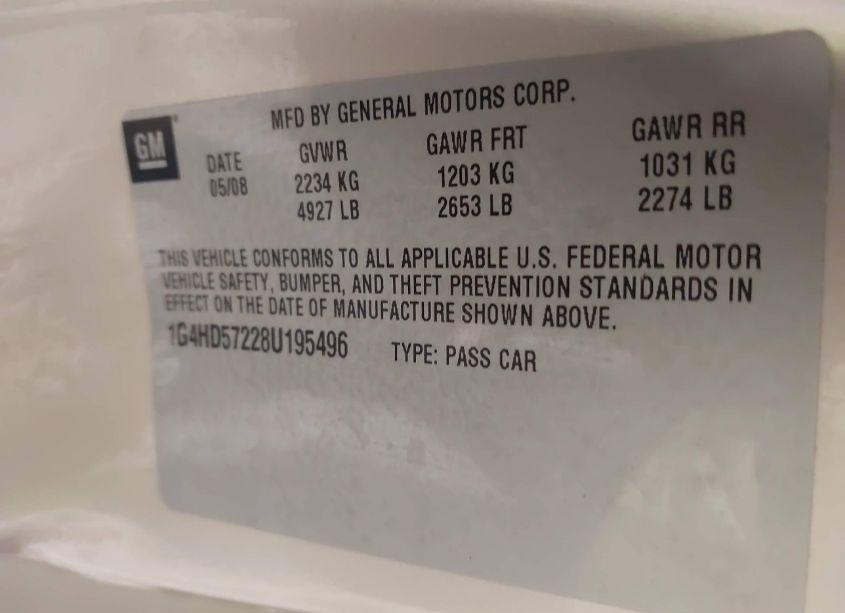 MFD BY GENERAL MOTORS CORP.
GM
DATE GVWR GAWR FRT GAWR RR
05/08 2234 KG 1203 KG 1031 KG
4927 LB 2653 LB 2274 LB
THIS VEHICLE CONFORMS TO ALL APPLICABLE U.S. FEDERAL MOTOR
VEHICLE SAFETY, BUMPER, AND THEFT PREVENTION STANDARDS IN
EFFECT ON THE DATE OF MANUFACTURE SHOWN ABOVE.
1G4HD57228U195496 TYPE: PASS CAR